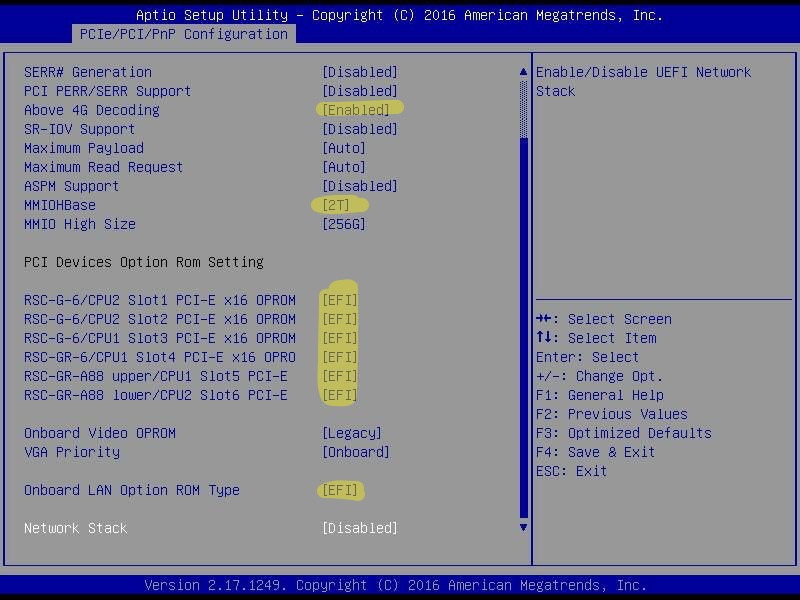 Aptio Setup Utility – Copyright (C) 2016 American Megatrends, Inc.
PCIe/PCI/PnP Configuration
SERR# Generation [Disabled]
PCI PERR/SERR Support [Disabled]
Above 4G Decoding [Enabled]
SR-IOV Support [Disabled]
Maximum Payload [Auto]
Maximum Read Request [Auto]
ASPM Support [Disabled]
MMIOHBase [2T]
MMIO High Size [256G]
PCI Devices Option Rom Setting
RSC-G-6/CPU2 Slot1 PCI-E x16 OPROM [EFI]
RSC-G-6/CPU2 Slot2 PCI-E x16 OPROM [EFI]
RSC-G-6/CPU1 Slot3 PCI-E x16 OPROM [EFI]
RSC-GR-6/CPU1 Slot4 PCI-E x16 OPRO [EFI]
RSC-GR-A88 upper/CPU1 Slot5 PCI-E [EFI]
RSC-GR-A88 lower/CPU2 Slot6 PCI-E [EFI]
Onboard Video OPROM [Legacy]
VGA Priority [Onboard]
Onboard LAN Option ROM Type [EFI]
Network Stack [Disabled]
Enable/Disable UEFI Network
Stack
→←: Select Screen
↑↓: Select Item
Enter: Select
+/-: Change Opt.
F1: General Help
F2: Previous Values
F3: Optimized Defaults
F4: Save & Exit
ESC: Exit
Version 2.17.1249. Copyright (C) 2016 American Megatrends, Inc.